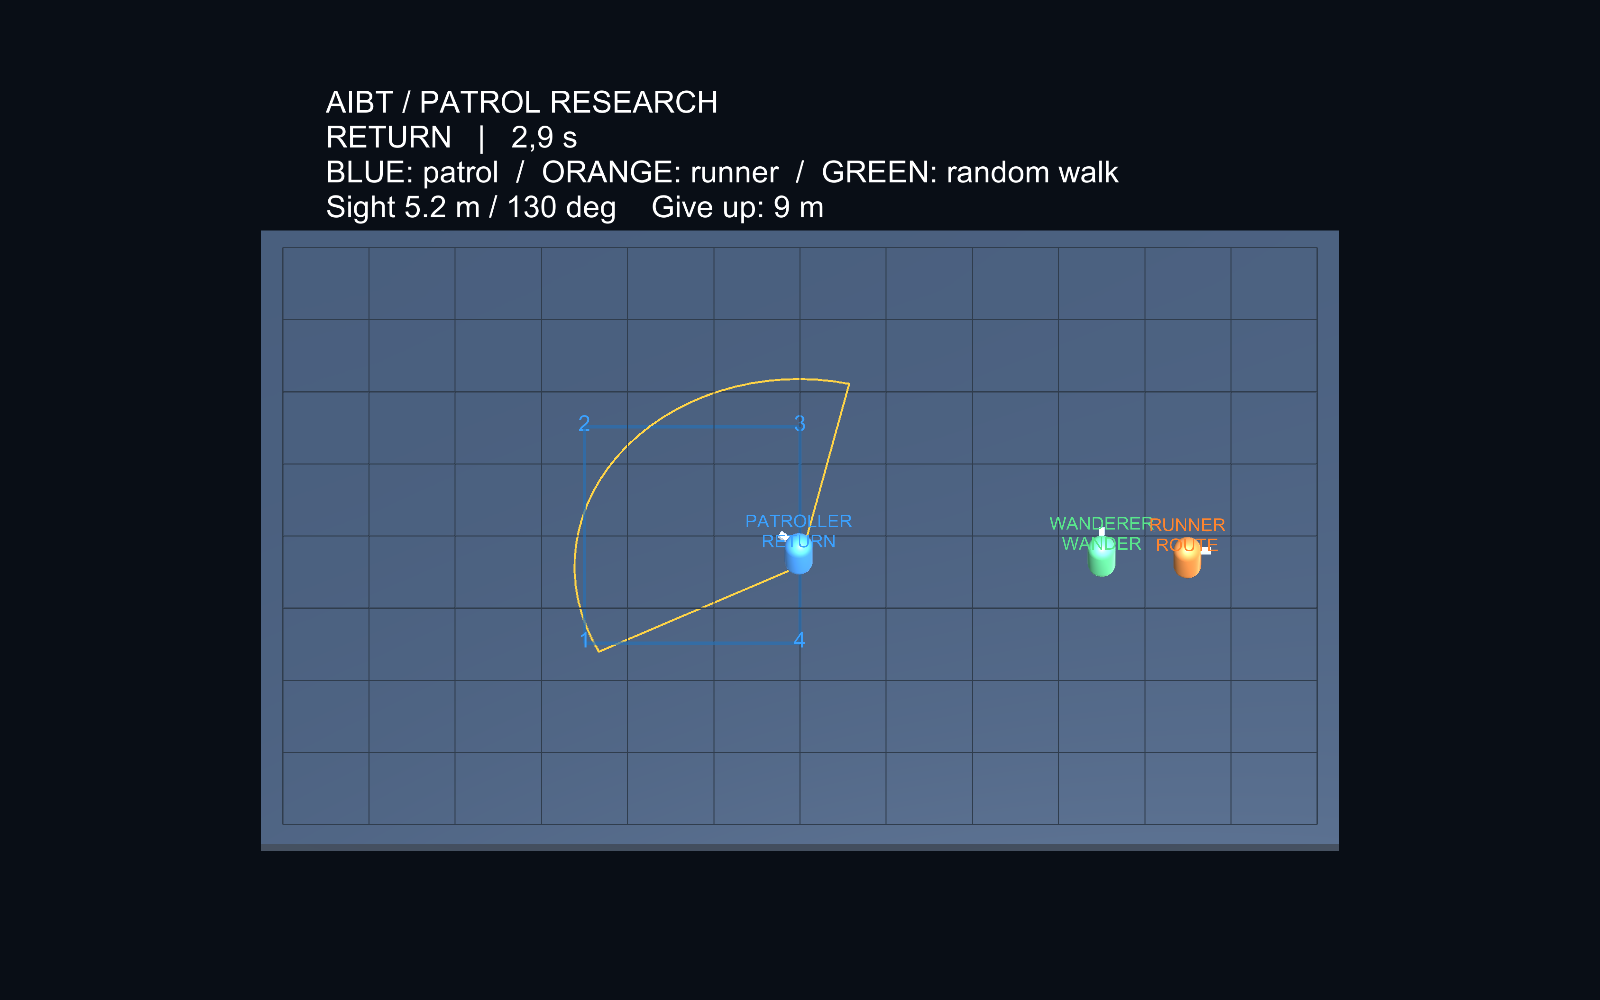 AIBT / PATROL RESEARCH
RETURN | 2,9 s
BLUE: patrol / ORANGE: runner / GREEN: random walk
Sight 5.2 m / 130 deg Give up: 9 m
2
3
PATROLLER
RETURN
WANDERER
WANDER
RUNNER
ROUTE
1
4